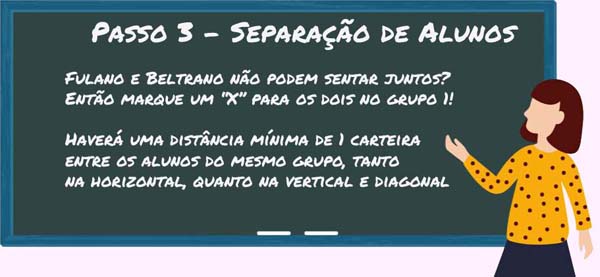 Passo 3 - Separação de Alunos
Fulano e Beltrano não podem sentar juntos?
Então marque um "X" para os dois no grupo 1!
Haverá uma distância mínima de 1 carteira
entre os alunos do mesmo grupo, tanto
na horizontal, quanto na vertical e diagonal